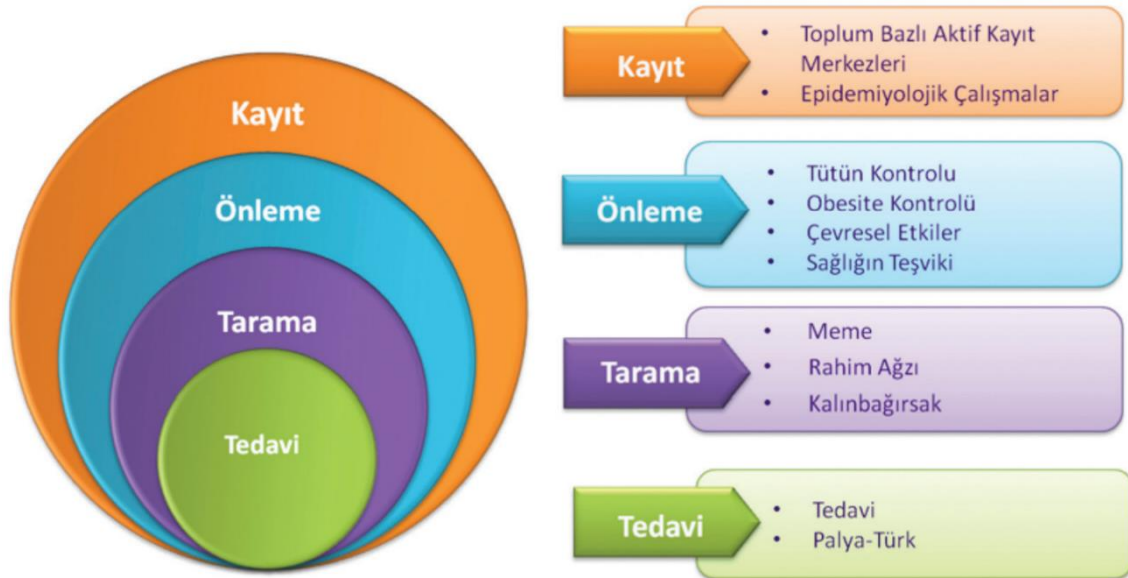 Kayıt
Önleme
Tarama
Tedavi
Kayıt
• Toplum Bazlı Aktif Kayıt
Merkezleri
• Epidemiyolojik Çalışmalar
Önleme
• Tütün Kontrolu
• Obesite Kontrolü
• Çevresel Etkiler
• Sağlığın Teşviki
Tarama
• Meme
• Rahim Ağzı
• Kalınbağırsak
Tedavi
• Tedavi
• Palya-Türk